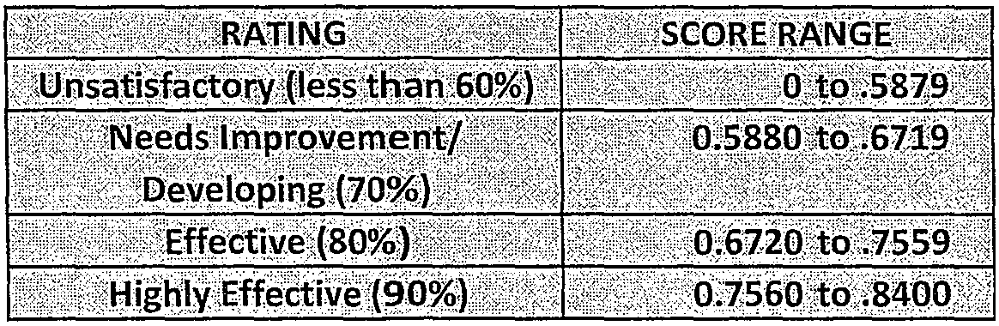 RATING SCORE RANGE
Unsatisfactory (less than 60%) 0 to .5879
Needs Improvement/ 0.5880 to .6719
Developing (70%)
Effective (80%) 0.6720 to .7559
Highly Effective (90%) 0.7560 to .8400